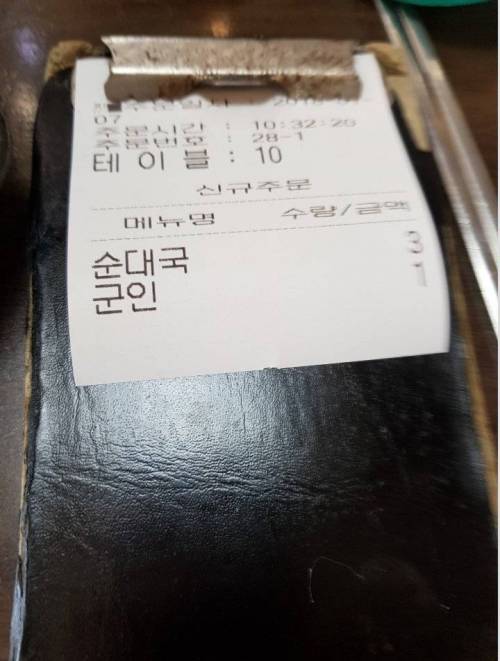 07
주문시간 : 10:32:26
주문번호 : 28-1
테이블 : 10
신규주문
메뉴명 수량/금액
순대국 3
군인 1